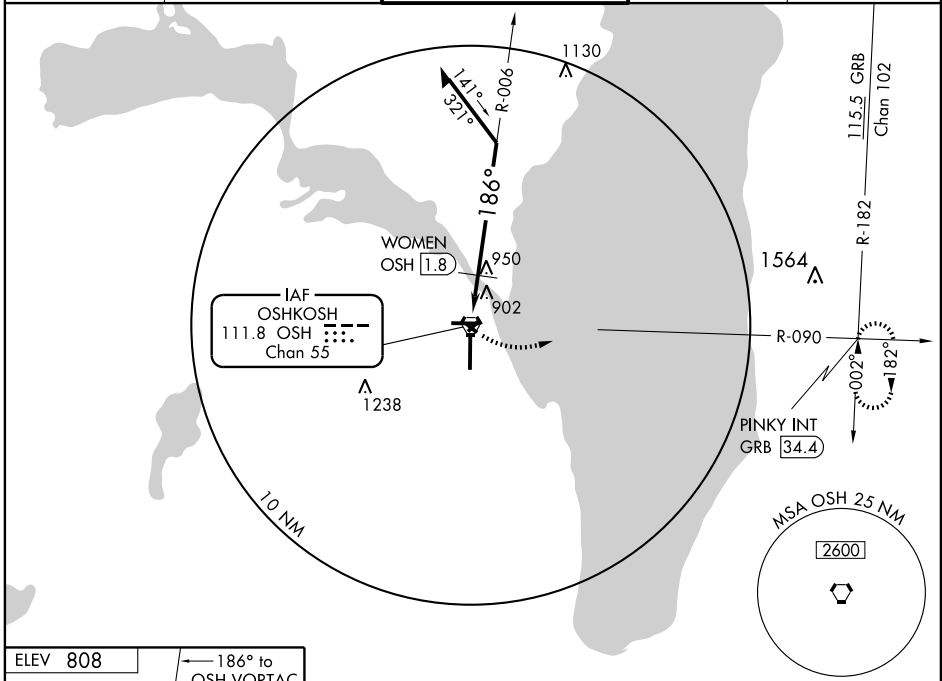 1130
R-006
141°
321°
115.5 GRB
Chan 102
186°
R-182
WOMEN
OSH 1.8
950
902
1564
IAF
OSHKOSH
111.8 OSH
Chan 55
R-090
002°
182°
1238
PINKY INT
GRB 34.4
10 NM
MSA OSH 25 NM
2600
ELEV 808
186° to
OSH VORTAC